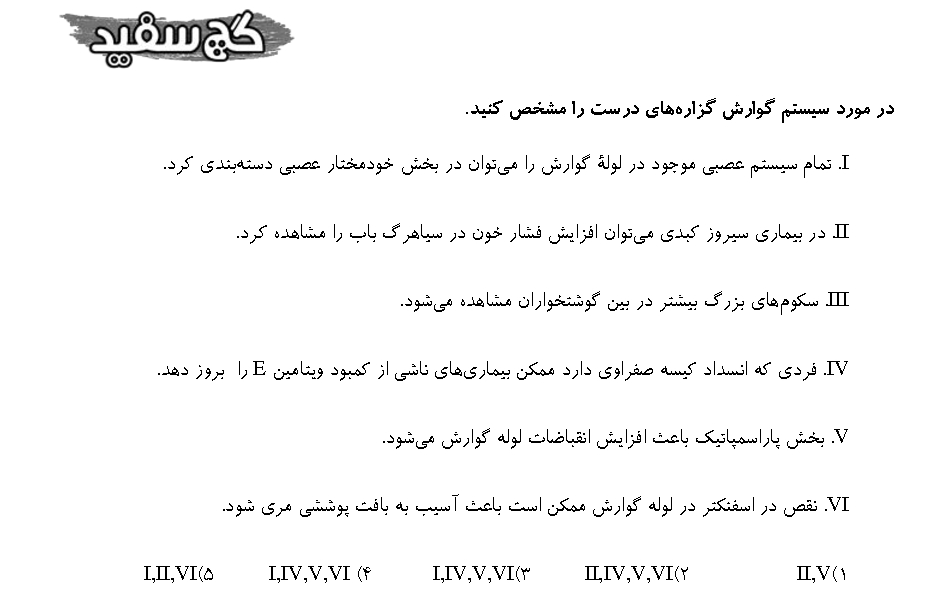 گچ سفید
در مورد سیستم گوارش گزاره‌های درست را مشخص کنید.
I. تمام سیستم عصبی موجود در لولهٔ گوارش را می‌توان در بخش خودمختار عصبی دسته‌بندی کرد.
II. در بیماری سیروز کبدی می‌توان افزایش فشار خون در سیاهرگ باب را مشاهده کرد.
III. سکوم‌های بزرگ بیشتر در بین گوشتخواران مشاهده می‌شود.
IV. فردی که انسداد کیسه صفراوی دارد ممکن بیماری‌های ناشی از کمبود ویتامین E را بروز دهد.
V. بخش پاراسمپاتیک باعث افزایش انقباضات لوله گوارش می‌شود.
VI. نقص در اسفنکتر در لوله گوارش ممکن است باعث آسیب به بافت پوششی مری شود.
۱)II,V ۲)II,IV,V,VI ۳)I,IV,V,VI ۴) I,IV,V,VI ۵)I,II,VI